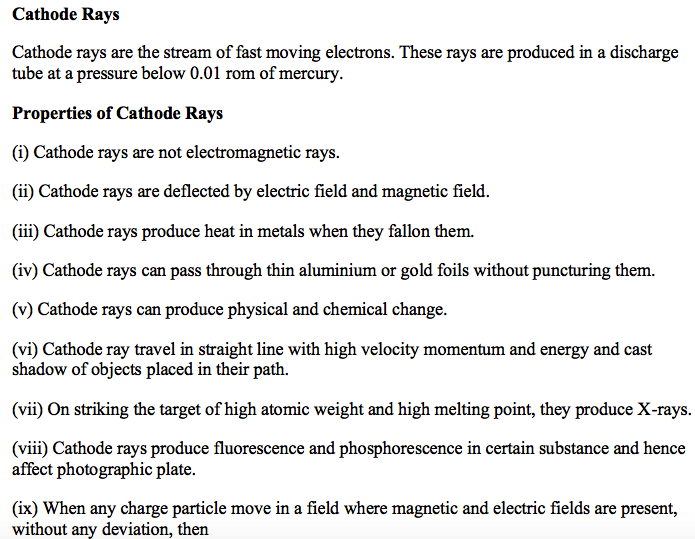 Cathode Rays
Cathode rays are the stream of fast moving electrons. These rays are produced in a discharge
tube at a pressure below 0.01 rom of mercury.
Properties of Cathode Rays
(i) Cathode rays are not electromagnetic rays.
(ii) Cathode rays are deflected by electric field and magnetic field.
(iii) Cathode rays produce heat in metals when they fallon them.
(iv) Cathode rays can pass through thin aluminium or gold foils without puncturing them.
(v) Cathode rays can produce physical and chemical change.
(vi) Cathode ray travel in straight line with high velocity momentum and energy and cast
shadow of objects placed in their path.
(vii) On striking the target of high atomic weight and high melting point, they produce X-rays.
(viii) Cathode rays produce fluorescence and phosphorescence in certain substance and hence
affect photographic plate.
(ix) When any charge particle move in a field where magnetic and electric fields are present,
without any deviation, then